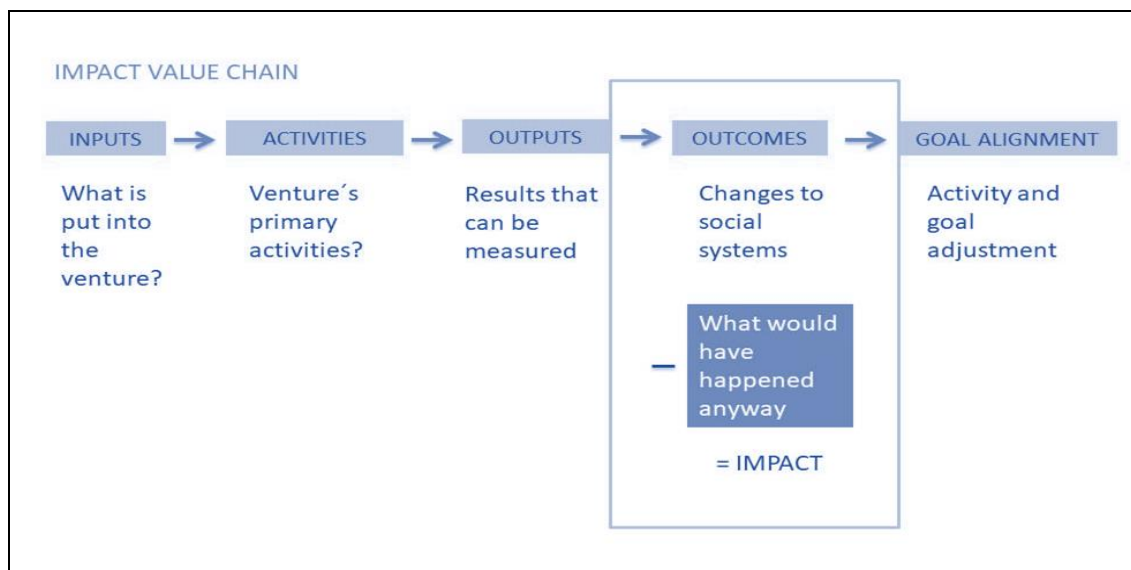 IMPACT VALUE CHAIN
INPUTS
ACTIVITIES
OUTPUTS
OUTCOMES
GOAL ALIGNMENT
What is
put into
the
venture?
Venture´s
primary
activities?
Results that
can be
measured
Changes to
social
systems
Activity and
goal
adjustment
–
What would
have
happened
anyway
= IMPACT